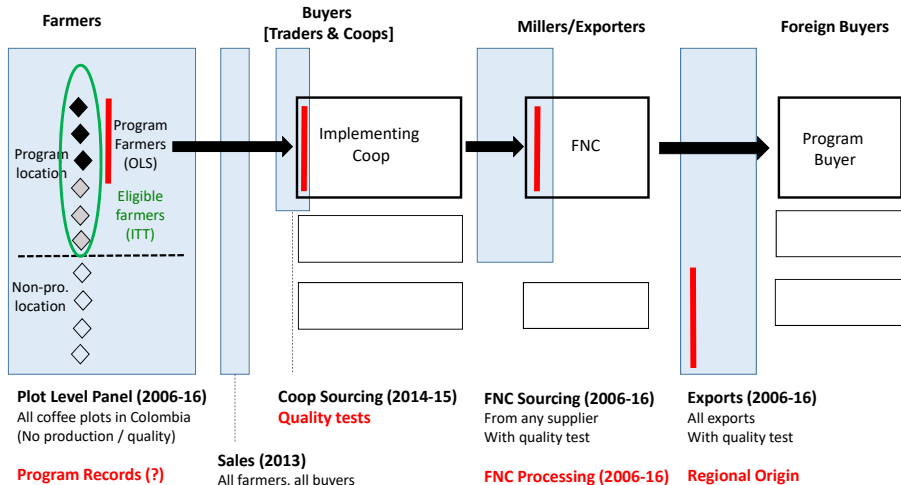 Farmers
Buyers
[Traders & Coops]
Millers/Exporters
Foreign Buyers
Program
location
Program
Farmers
(OLS)
Eligible
farmers
(ITT)
Non-pro.
location
Implementing
Coop
FNC
Program
Buyer
Plot Level Panel (2006-16)
All coffee plots in Colombia
(No production / quality)
Program Records (?)
Sales (2013)
All farmers, all buyers
Coop Sourcing (2014-15)
Quality tests
FNC Sourcing (2006-16)
From any supplier
With quality test
FNC Processing (2006-16)
Exports (2006-16)
All exports
With quality test
Regional Origin